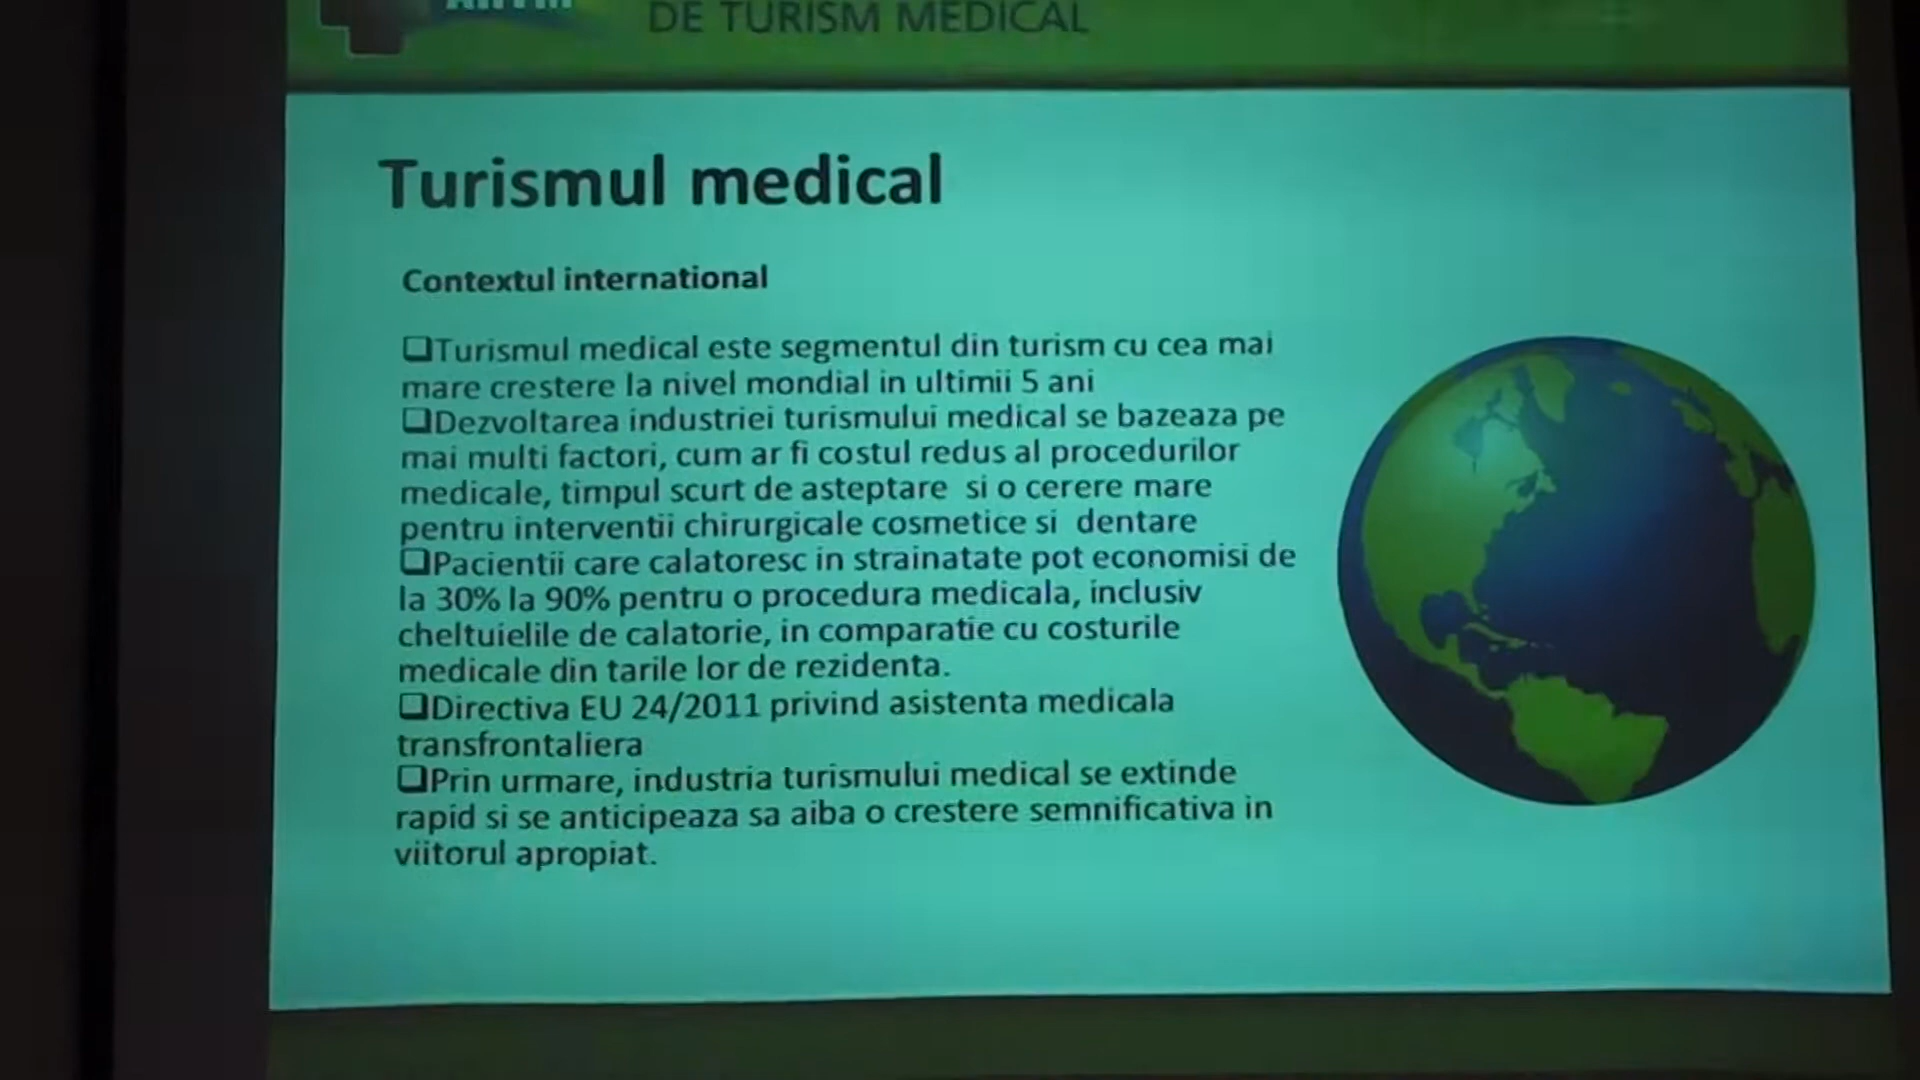 DE TURISM MEDICAL
Turismul medical
Contextul international
❑Turismul medical este segmentul din turism cu cea mai
mare crestere la nivel mondial in ultimii 5 ani
❑Dezvoltarea industriei turismului medical se bazeaza pe
mai multi factori, cum ar fi costul redus al procedurilor
medicale, timpul scurt de asteptare si o cerere mare
pentru interventii chirurgicale cosmetice si dentare
❑Pacientii care calatoresc in strainatate pot economisi de
la 30% la 90% pentru o procedura medicala, inclusiv
cheltuielile de calatorie, in comparatie cu costurile
medicale din tarile lor de rezidenta.
❑Directiva EU 24/2011 privind asistenta medicala
transfrontaliera
❑Prin urmare, industria turismului medical se extinde
rapid si se anticipeaza sa aiba o crestere semnificativa in
viitorul apropiat.